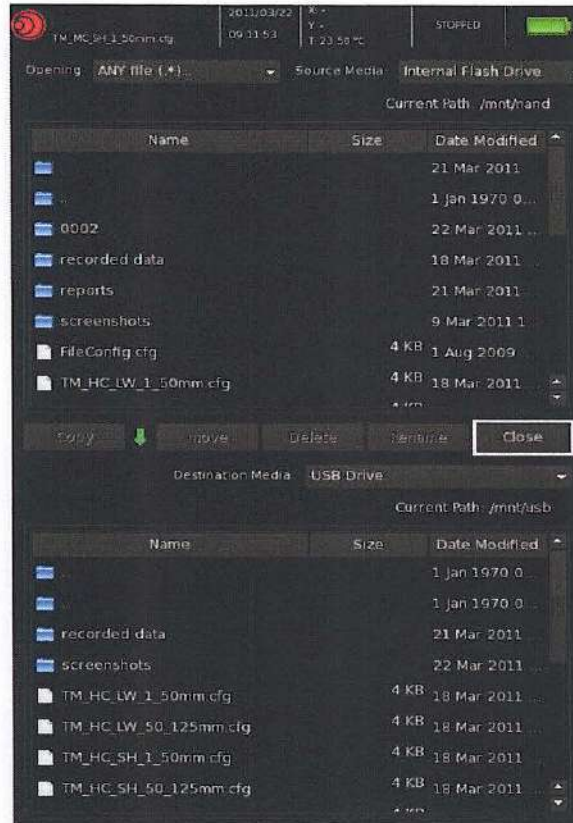 TM_MC_SH_1_50mm.cfg
2011/03/22
09:11:53
X: -
Y: -
T: 23.50 °C
STOPPED
Opening: ANY file (.*)... Source Media: Internal Flash Drive
Current Path: /mnt/nand
Name Size Date Modified
. 21 Mar 2011 ...
.. 1 Jan 1970 0...
0002 22 Mar 2011 ...
recorded data 18 Mar 2011 ...
reports 21 Mar 2011 ...
screenshots 9 Mar 2011 1...
FileConfig.cfg 4 KB 1 Aug 2009 ...
TM_HC_LW_1_50mm.cfg 4 KB 18 Mar 2011 ...
4 KB
Copy move Delete Rename Close
Destination Media: USB Drive
Current Path: /mnt/usb
Name Size Date Modified
. 1 Jan 1970 0...
.. 1 Jan 1970 0...
recorded data 21 Mar 2011 ...
screenshots 22 Mar 2011 ...
TM_HC_LW_1_50mm.cfg 4 KB 18 Mar 2011 ...
TM_HC_LW_50_125mm.cfg 4 KB 18 Mar 2011 ...
TM_HC_SH_1_50mm.cfg 4 KB 18 Mar 2011 ...
TM_HC_SH_50_125mm.cfg 4 KB 18 Mar 2011 ...
4 KB